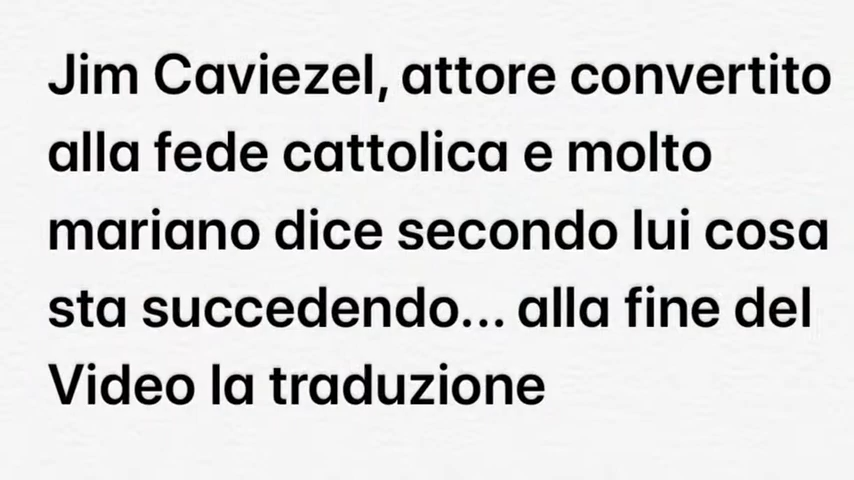 Jim Caviezel, attore convertito
alla fede cattolica e molto
mariano dice secondo lui cosa
sta succedendo... alla fine del
Video la traduzione